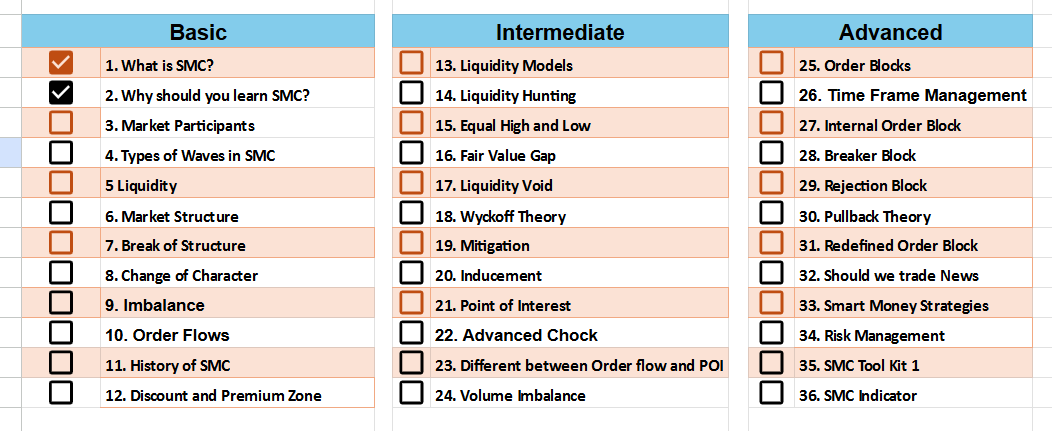 Basic
1. What is SMC?
2. Why should you learn SMC?
3. Market Participants
4. Types of Waves in SMC
5 Liquidity
6. Market Structure
7. Break of Structure
8. Change of Character
9. Imbalance
10. Order Flows
11. History of SMC
12. Discount and Premium Zone
Intermediate
13. Liquidity Models
14. Liquidity Hunting
15. Equal High and Low
16. Fair Value Gap
17. Liquidity Void
18. Wyckoff Theory
19. Mitigation
20. Inducement
21. Point of Interest
22. Advanced Chock
23. Different between Order flow and POI
24. Volume Imbalance
Advanced
25. Order Blocks
26. Time Frame Management
27. Internal Order Block
28. Breaker Block
29. Rejection Block
30. Pullback Theory
31. Redefined Order Block
32. Should we trade News
33. Smart Money Strategies
34. Risk Management
35. SMC Tool Kit 1
36. SMC Indicator